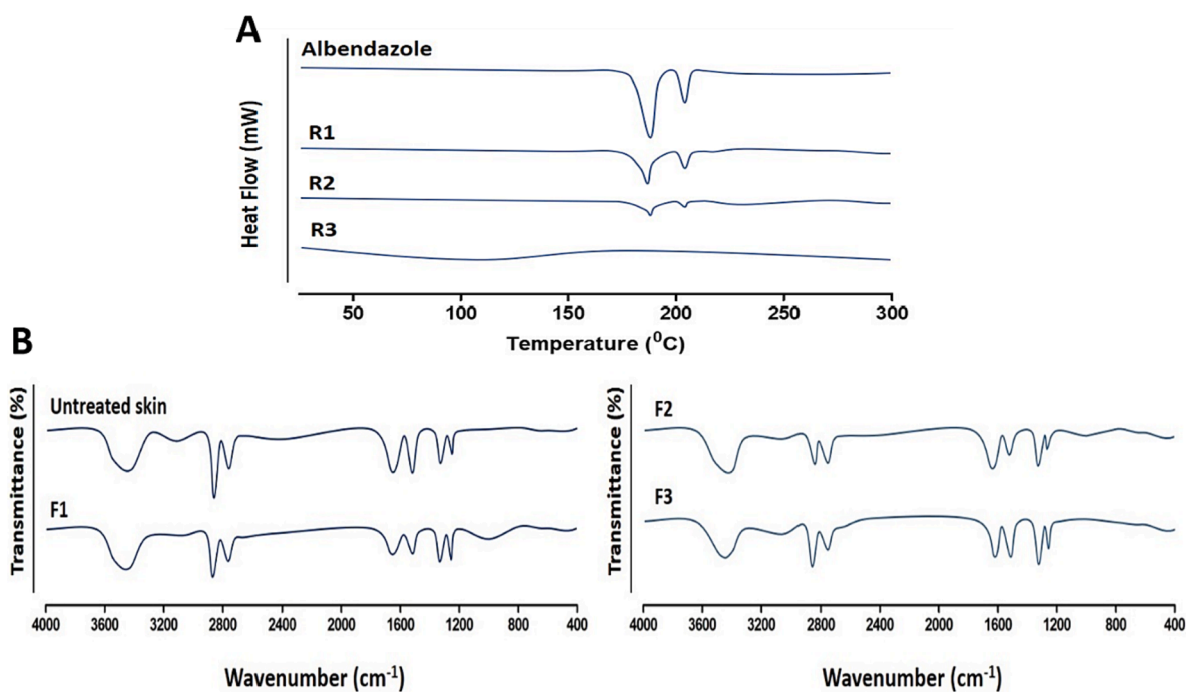 A
Albendazole
R1
R2
R3
Heat Flow (mW)
50 100 150 200 250 300
Temperature (⁰C)
B
Untreated skin
F1
Transmittance (%)
Transmittance (%)
4000 3600 3200 2800 2400 2000 1600 1200 800 400
Wavenumber (cm⁻¹)
F2
F3
Transmittance (%)
Transmittance (%)
4000 3600 3200 2800 2400 2000 1600 1200 800 400
Wavenumber (cm⁻¹)